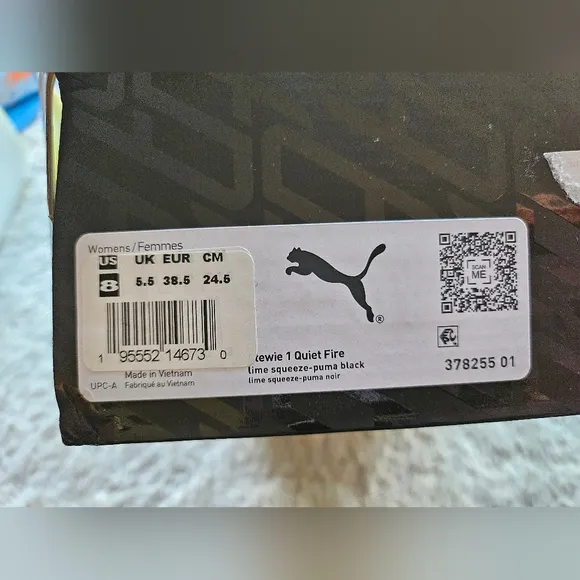 Womens/Femmes
US UK EUR CM
8 5.5 38.5 24.5
1 95552 14673 0
Made in Vietnam
UPC-A Fabriqué au Vietnam
®
tewie 1 Quiet Fire
lime squeeze-puma black
lime squeeze-puma noir
SCAN
ME
378255 01